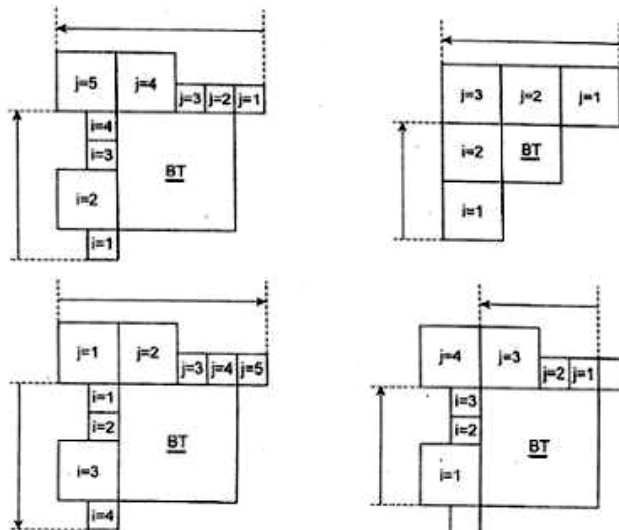 j=5 j=4 j=3 j=2 j=1
i=4
i=3
i=2
i=1
BT
j=3 j=2 j=1
i=2
i=1
BT
j=1 j=2 j=3 j=4 j=5
i=1
i=2
i=3
i=4
BT
j=4 j=3 j=2 j=1
i=3
i=2
i=1
BT